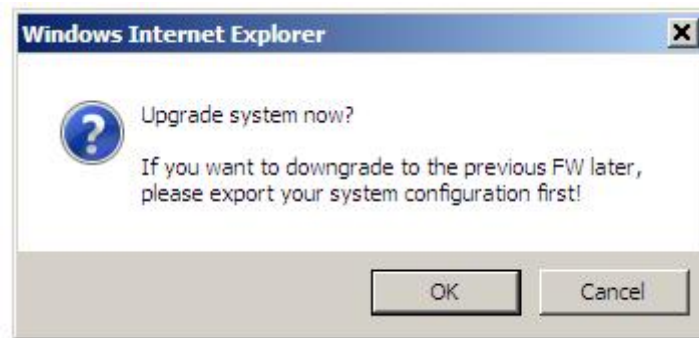 Windows Internet Explorer
Upgrade system now?
If you want to downgrade to the previous FW later,
please export your system configuration first!
OK
Cancel